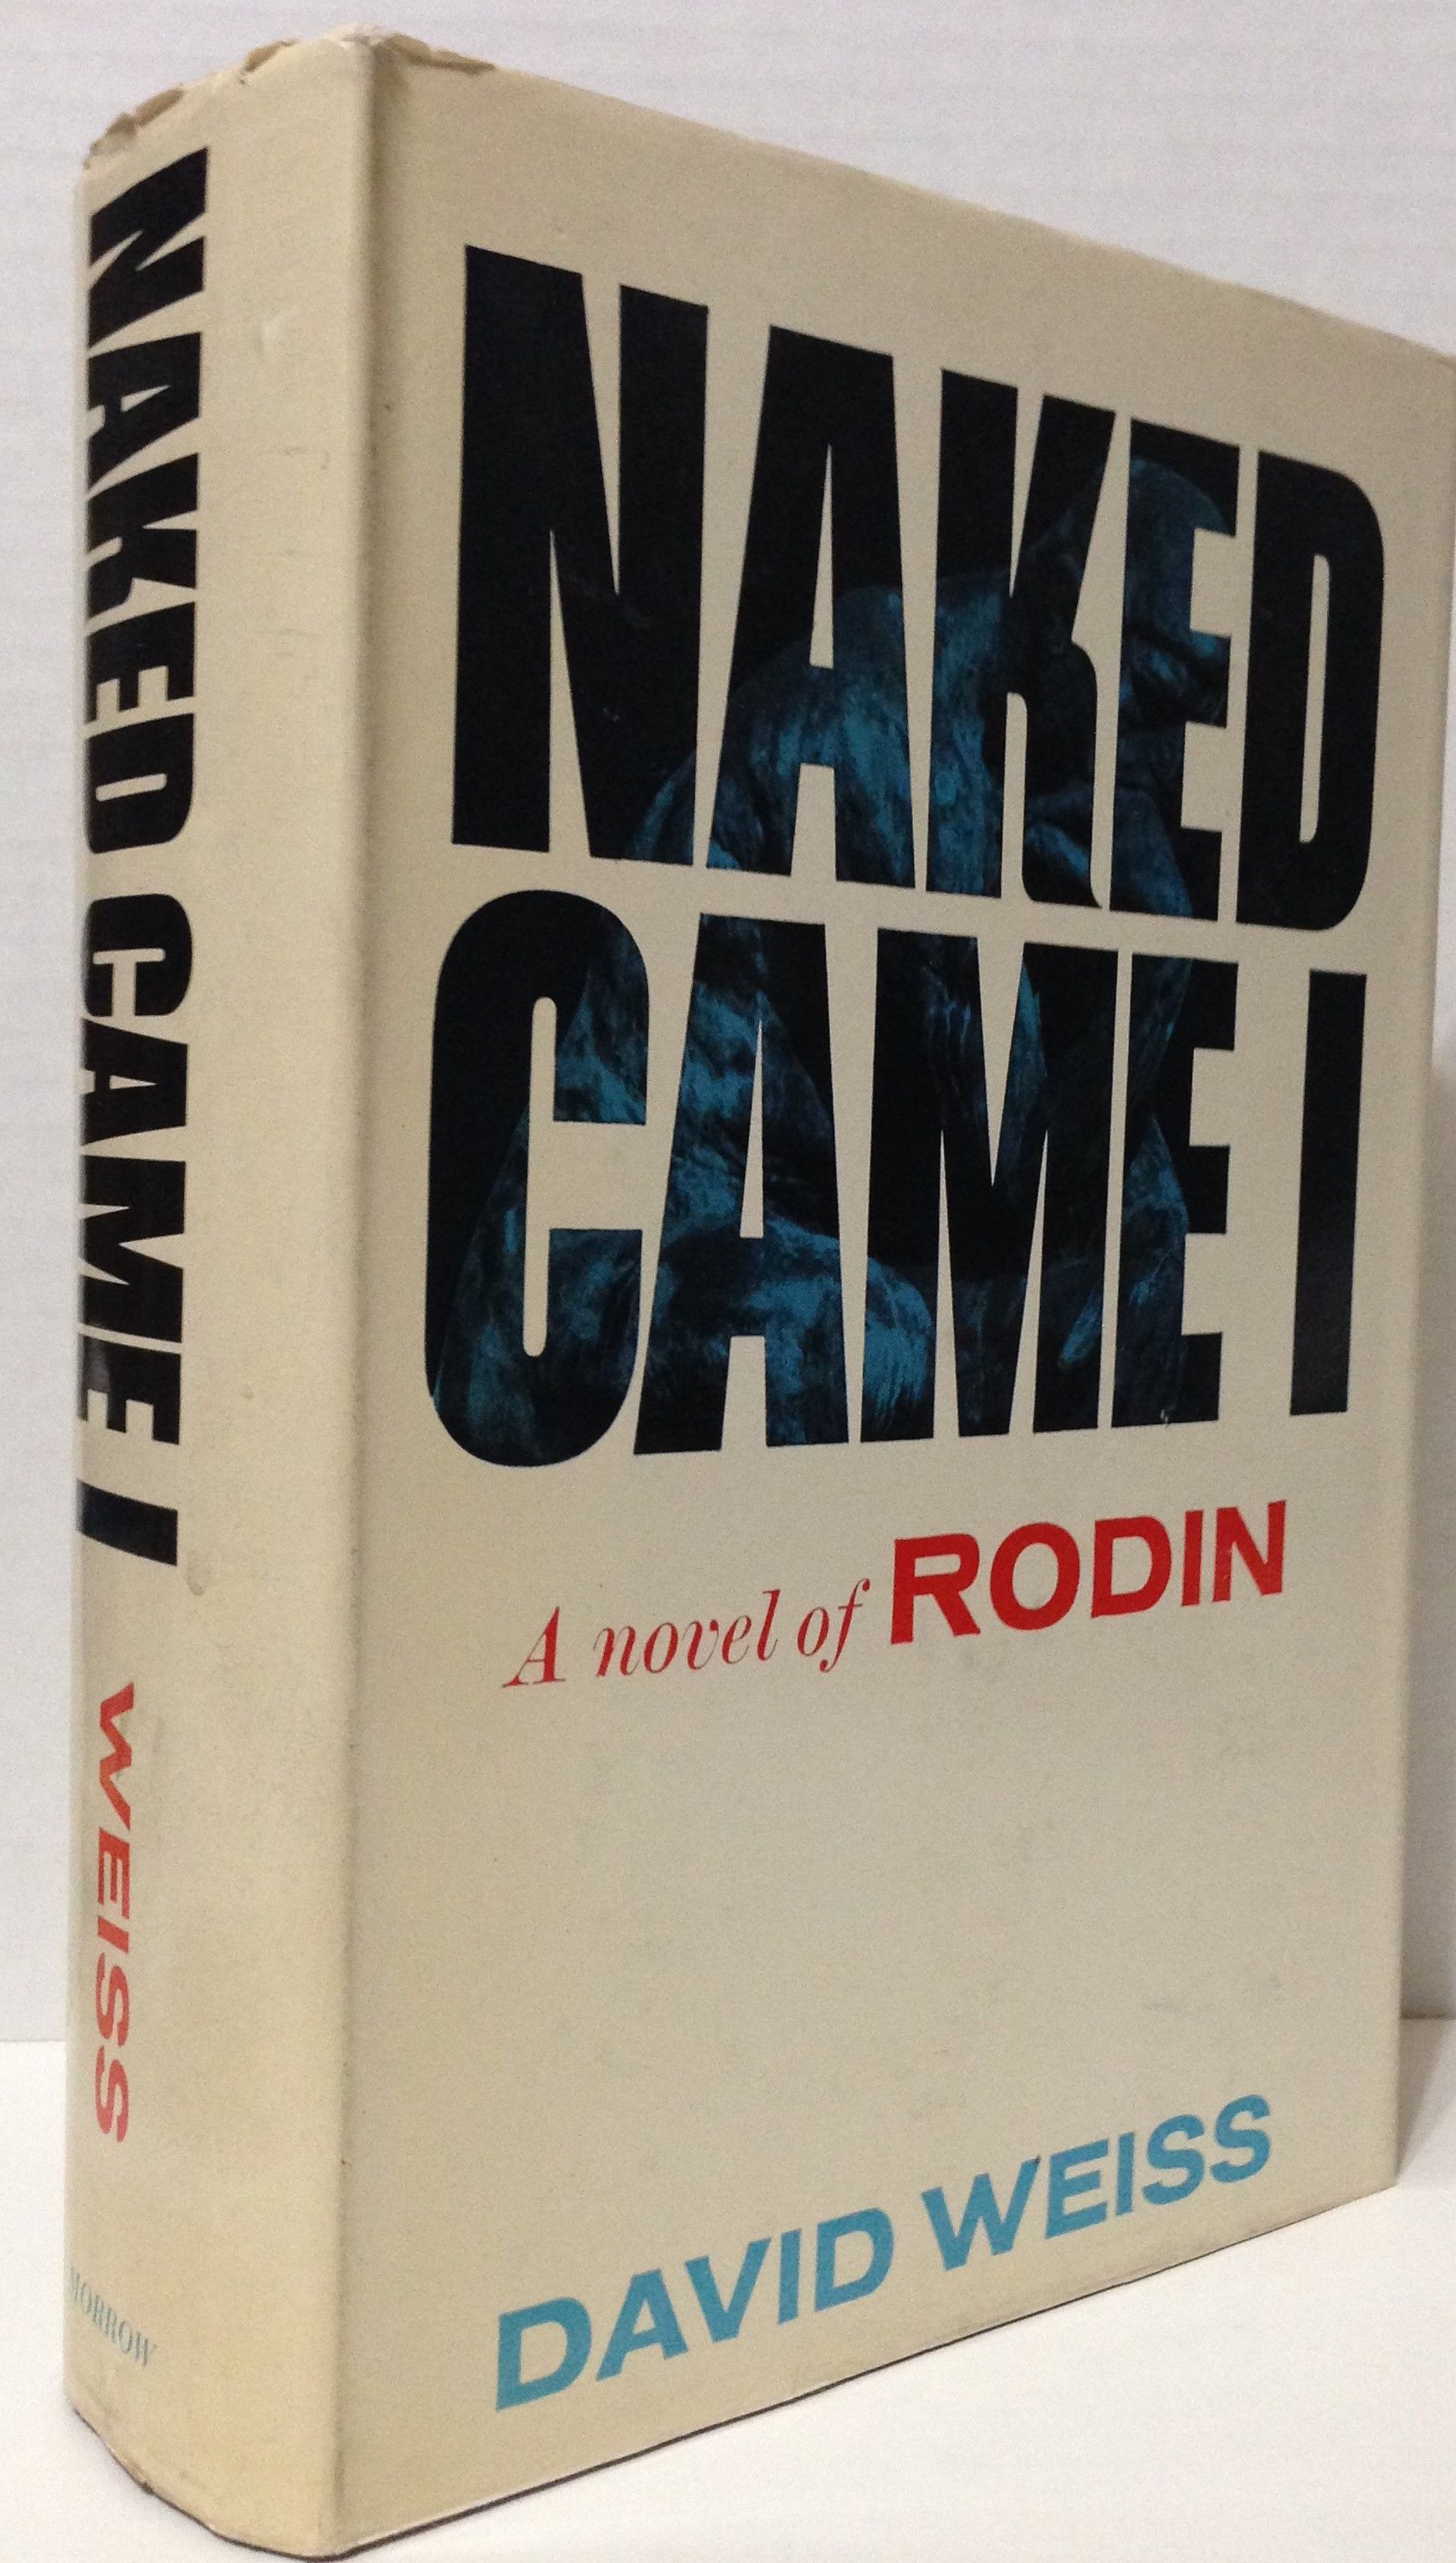 NAKED CAME I
WEISS
MORROW
NAKED
CAME I
A novel of RODIN
DAVID WEISS